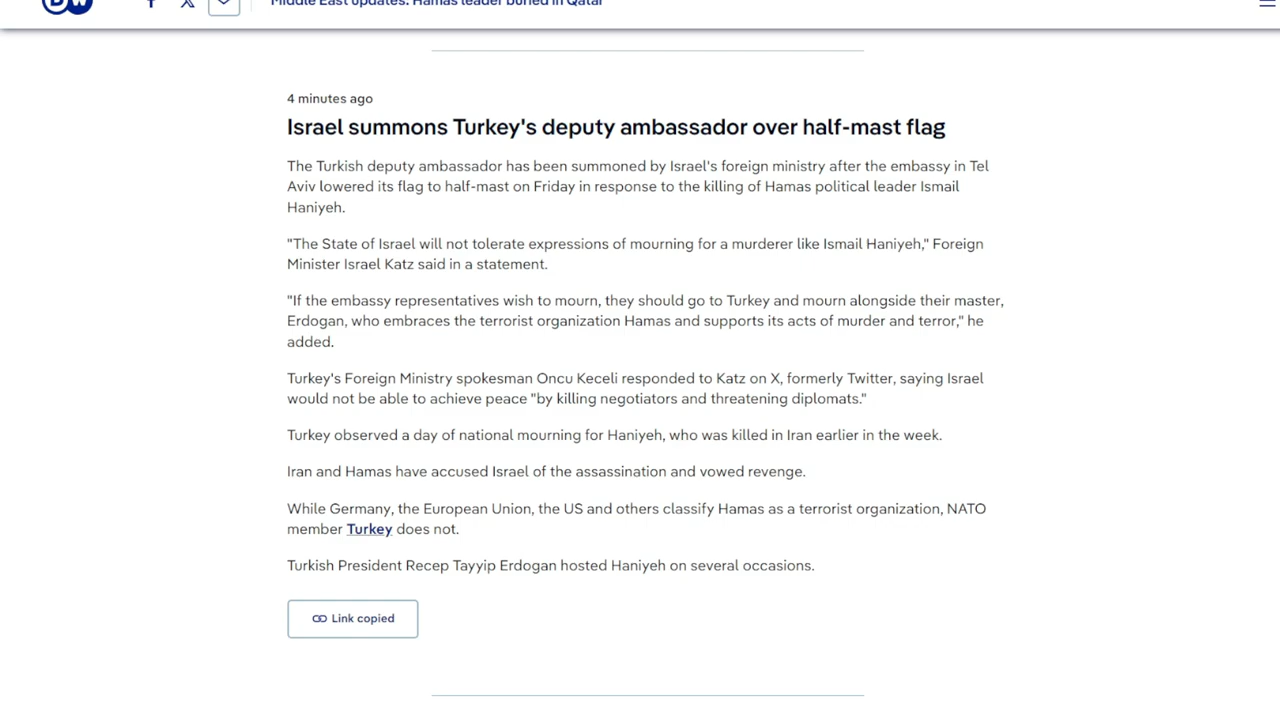 DW
Middle East updates: Hamas leader buried in Qatar
4 minutes ago
Israel summons Turkey's deputy ambassador over half-mast flag
The Turkish deputy ambassador has been summoned by Israel's foreign ministry after the embassy in Tel
Aviv lowered its flag to half-mast on Friday in response to the killing of Hamas political leader Ismail
Haniyeh.
"The State of Israel will not tolerate expressions of mourning for a murderer like Ismail Haniyeh," Foreign
Minister Israel Katz said in a statement.
"If the embassy representatives wish to mourn, they should go to Turkey and mourn alongside their master,
Erdogan, who embraces the terrorist organization Hamas and supports its acts of murder and terror," he
added.
Turkey's Foreign Ministry spokesman Oncu Keceli responded to Katz on X, formerly Twitter, saying Israel
would not be able to achieve peace "by killing negotiators and threatening diplomats."
Turkey observed a day of national mourning for Haniyeh, who was killed in Iran earlier in the week.
Iran and Hamas have accused Israel of the assassination and vowed revenge.
While Germany, the European Union, the US and others classify Hamas as a terrorist organization, NATO
member Turkey does not.
Turkish President Recep Tayyip Erdogan hosted Haniyeh on several occasions.
Link copied